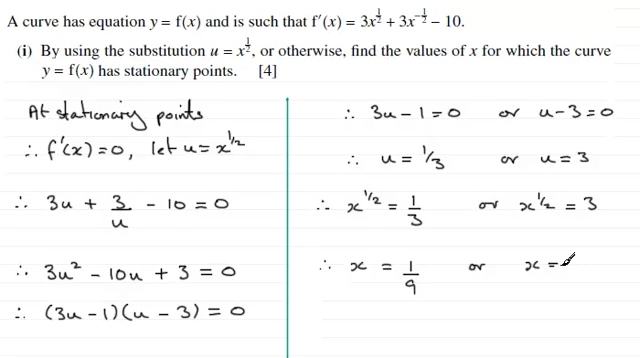 A curve has equation y = f(x) and is such that f′(x) = 3x^½ + 3x^−½ − 10.
(i) By using the substitution u = x^½, or otherwise, find the values of x for which the curve
y = f(x) has stationary points. [4]
At stationary points
∴ f'(x) = 0, let u = x^1/2
∴ 3u + 3/u - 10 = 0
∴ 3u² - 10u + 3 = 0
∴ (3u - 1)(u - 3) = 0
∴ 3u - 1 = 0 or u - 3 = 0
∴ u = 1/3 or u = 3
∴ x^1/2 = 1/3 or x^1/2 = 3
∴ x = 1/9 or x =